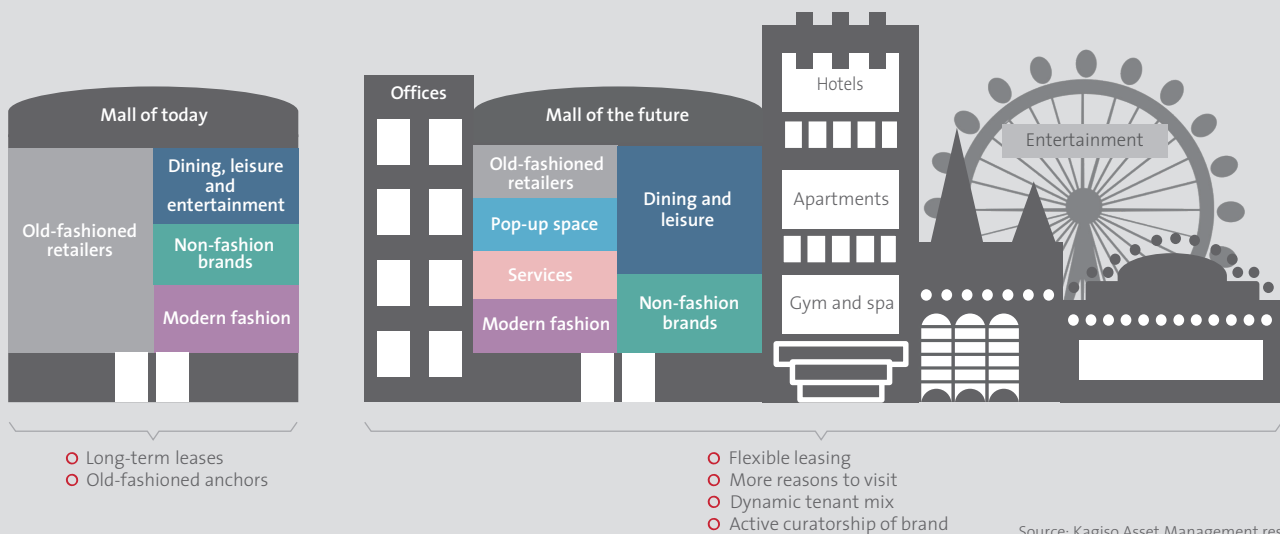 Mall of today
Old-fashioned
retailers
Dining, leisure
and
entertainment
Non-fashion
brands
Modern fashion
Long-term leases
Old-fashioned anchors
Offices
Mall of the future
Old-fashioned
retailers
Pop-up space
Services
Modern fashion
Dining and
leisure
Non-fashion
brands
Hotels
Apartments
Gym and spa
Entertainment
Flexible leasing
More reasons to visit
Dynamic tenant mix
Active curatorship of brand
Source: Kagiso Asset Management